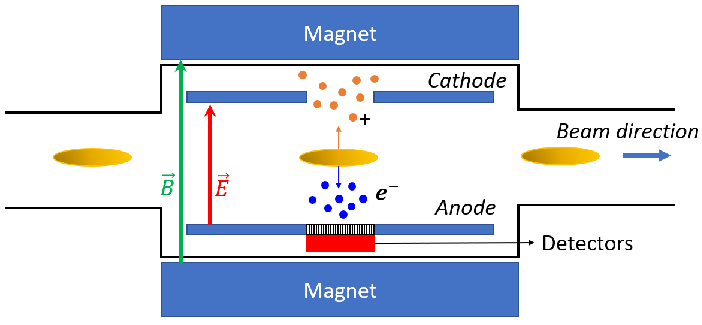 Magnet
Cathode
+
Beam direction
B⃗
E⃗
e⁻
Anode
Detectors
Magnet